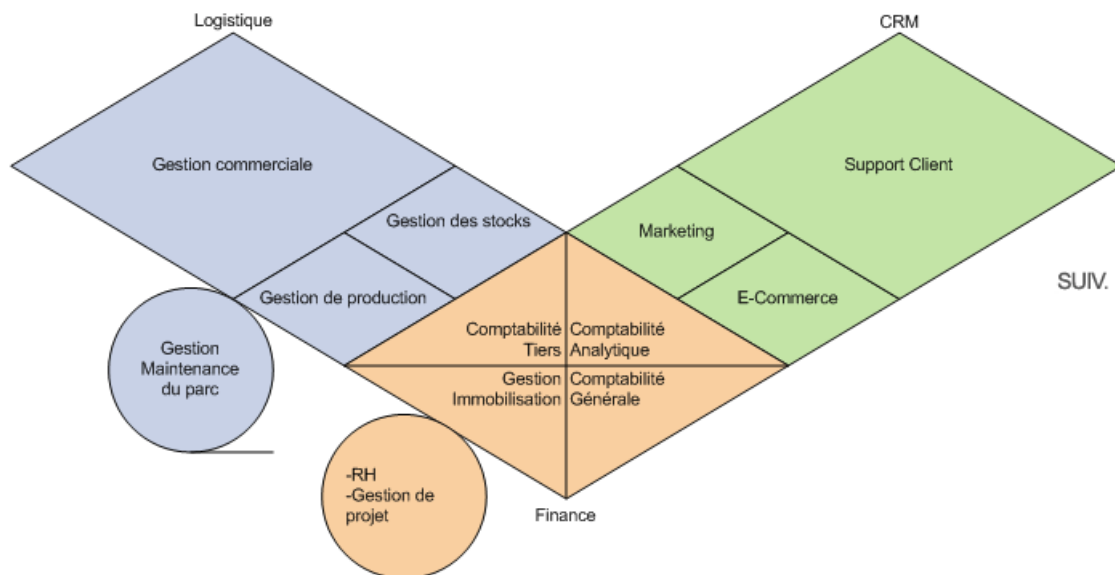 Logistique
CRM
Gestion commerciale
Support Client
Gestion des stocks
Marketing
Gestion de production
E-Commerce
SUIV.
Comptabilité
Tiers
Comptabilité
Analytique
Gestion
Maintenance
du parc
Gestion
Immobilisation
Comptabilité
Générale
-RH
-Gestion de
projet
Finance